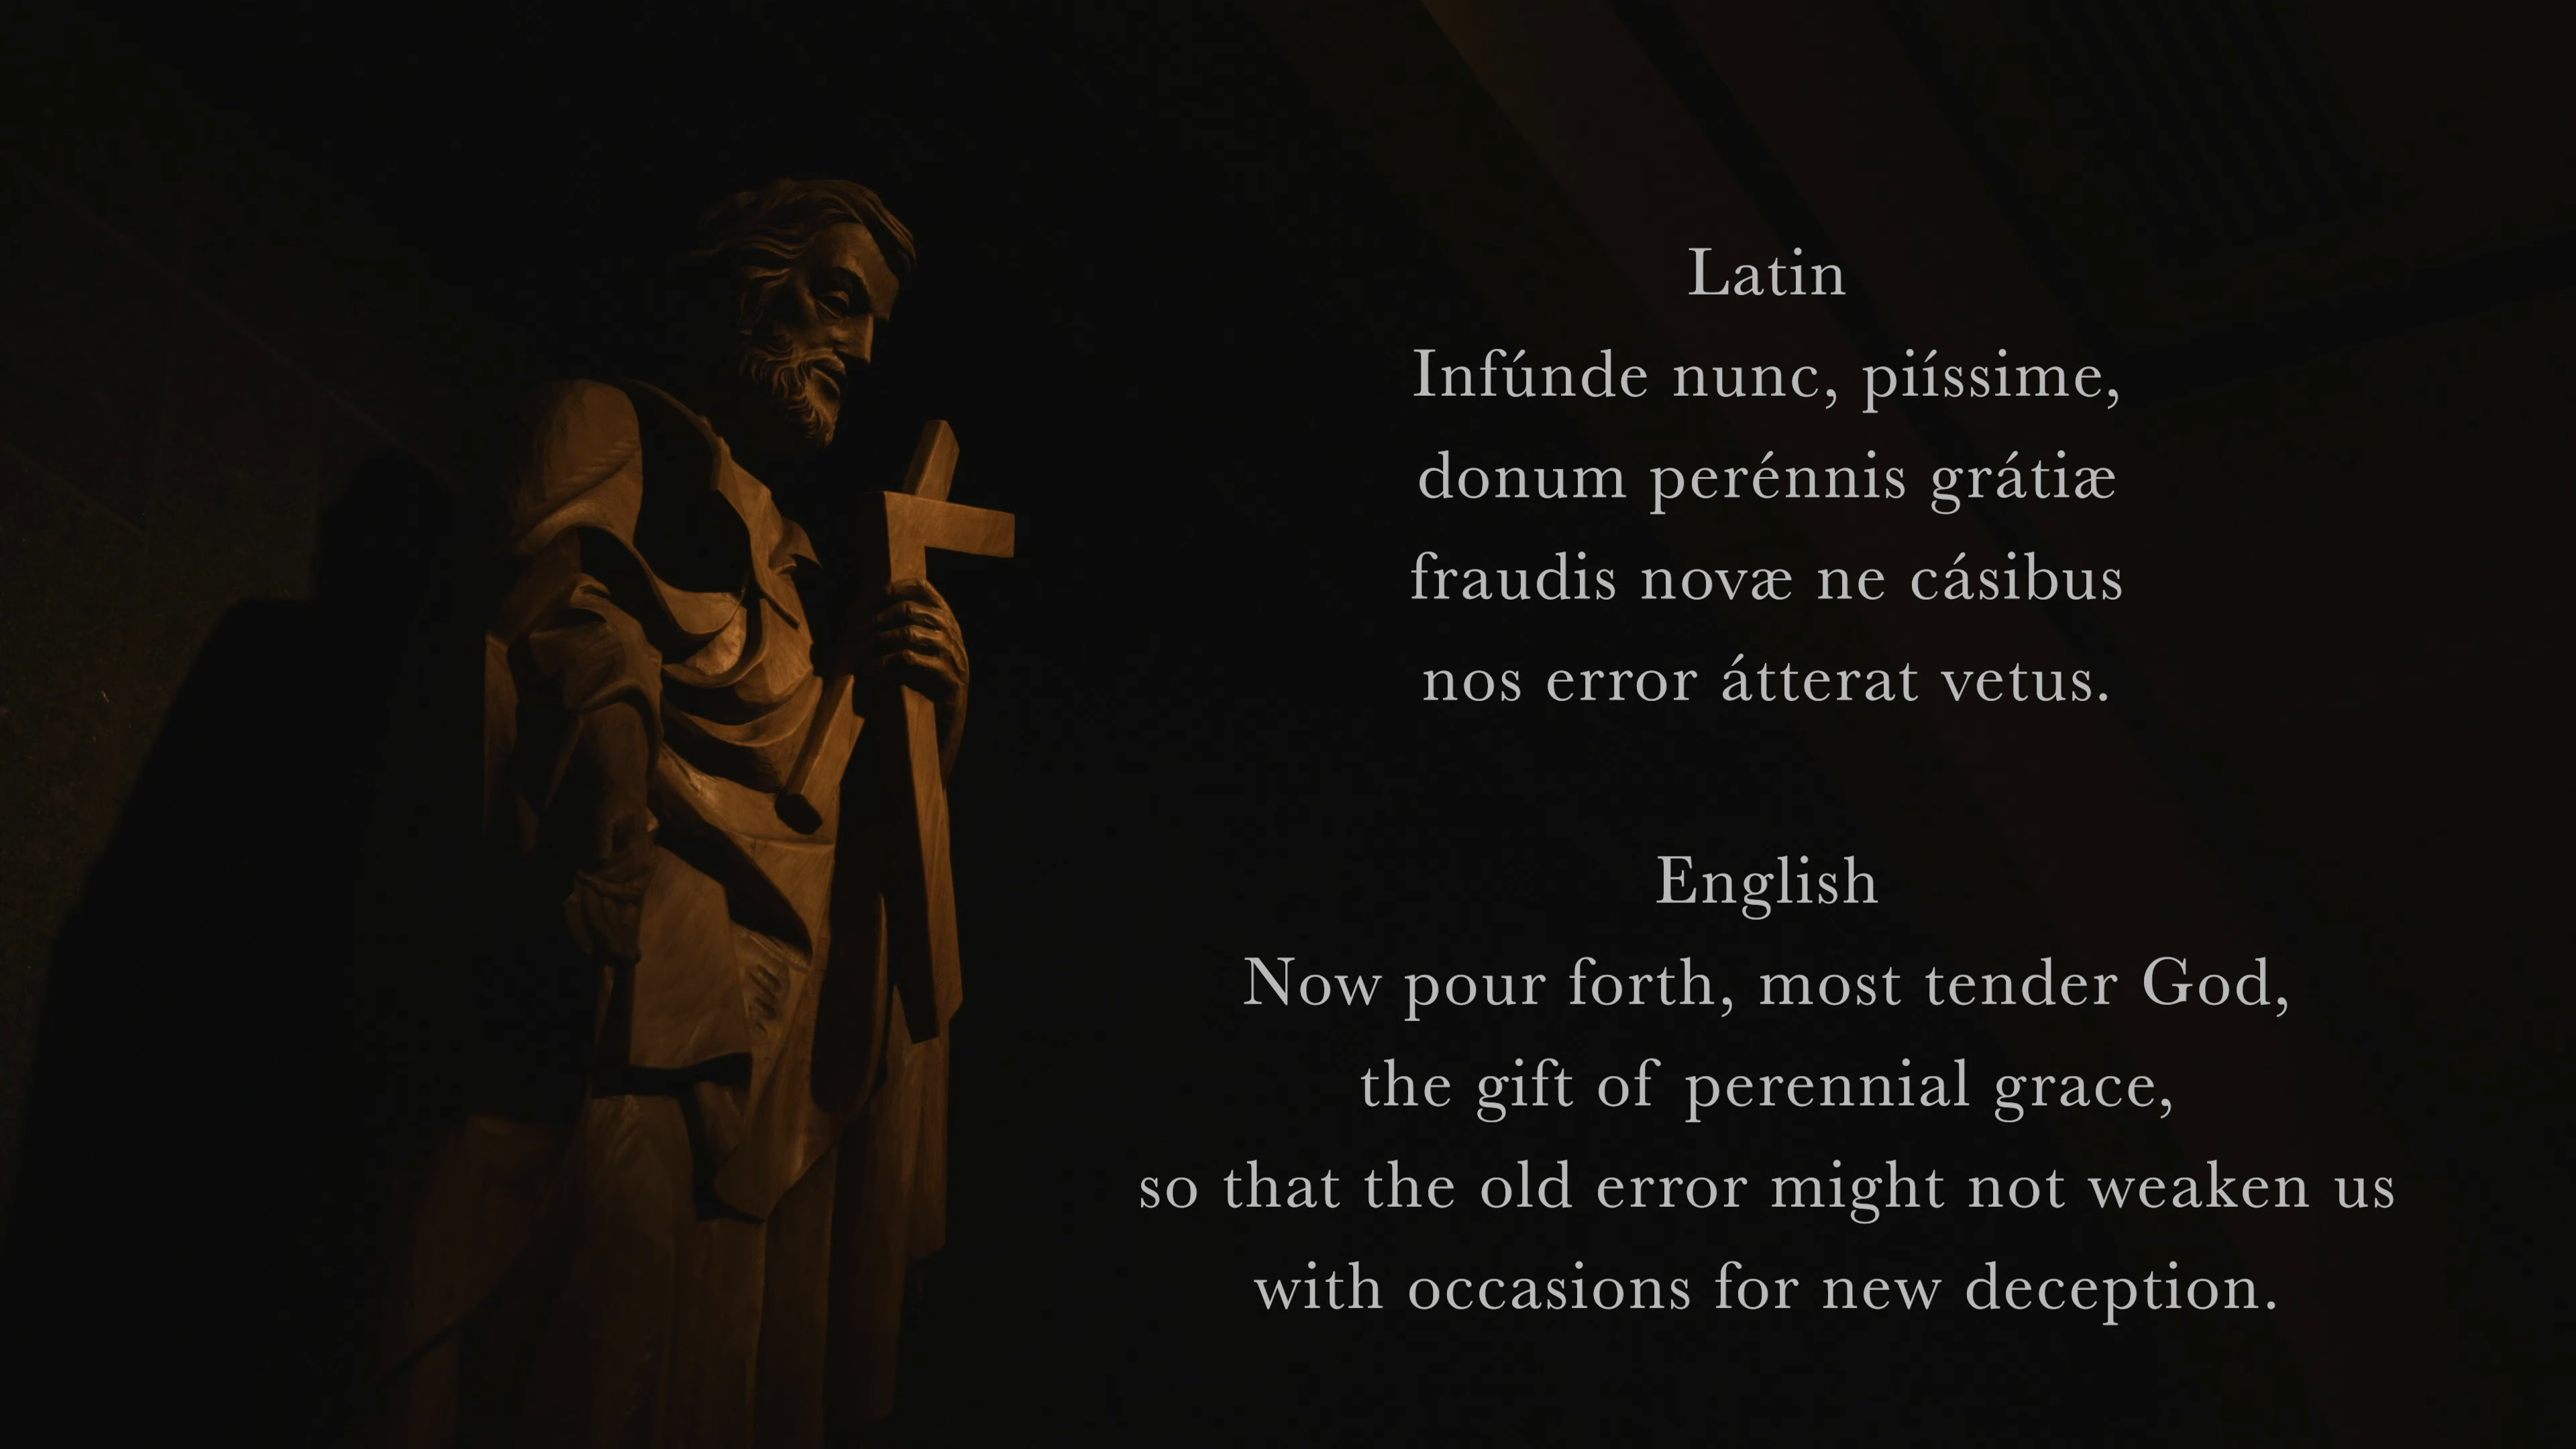 Latin
Infúnde nunc, piíssime,
donum perénnis grátiæ
fraudis novæ ne cásibus
nos error átterat vetus.
English
Now pour forth, most tender God,
the gift of perennial grace,
so that the old error might not weaken us
with occasions for new deception.